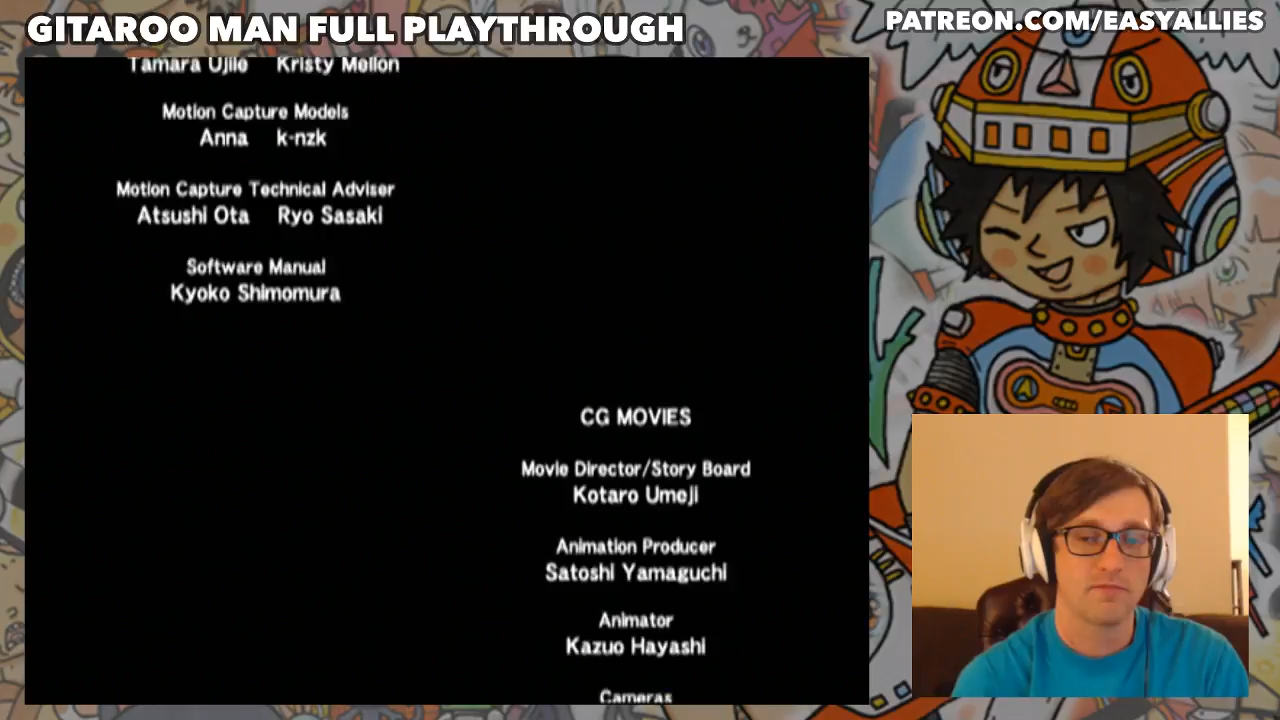 GITAROO MAN FULL PLAYTHROUGH
PATREON.COM/EASYALLIES
Tamara Ujile Kristy Mellon
Motion Capture Models
Anna k-nzk
Motion Capture Technical Adviser
Atsushi Ota Ryo Sasaki
Software Manual
Kyoko Shimomura
CG MOVIES
Movie Director/Story Board
Kotaro Umeji
Animation Producer
Satoshi Yamaguchi
Animator
Kazuo Hayashi
Cameras